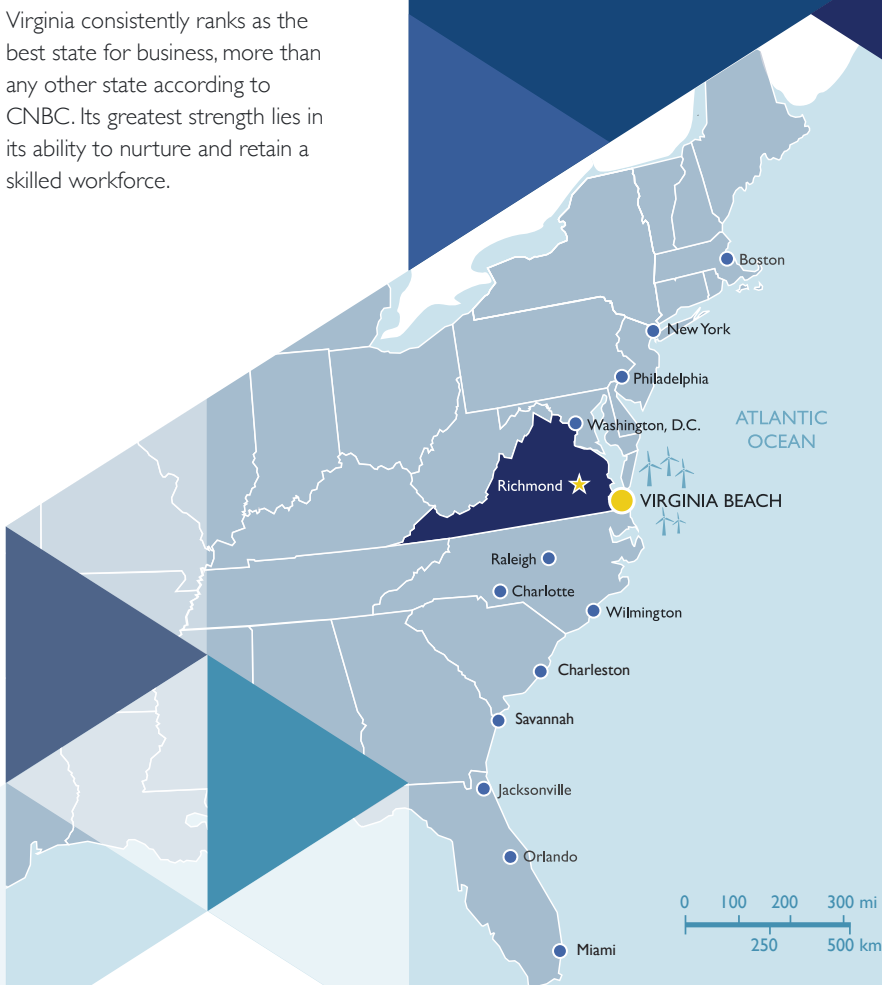 Virginia consistently ranks as the
best state for business, more than
any other state according to
CNBC. Its greatest strength lies in
its ability to nurture and retain a
skilled workforce.
Boston
New York
Philadelphia
Washington, D.C.
ATLANTIC
OCEAN
Richmond
VIRGINIA BEACH
Raleigh
Charlotte
Wilmington
Charleston
Savannah
Jacksonville
Orlando
Miami
0 100 200 300 mi
250 500 km